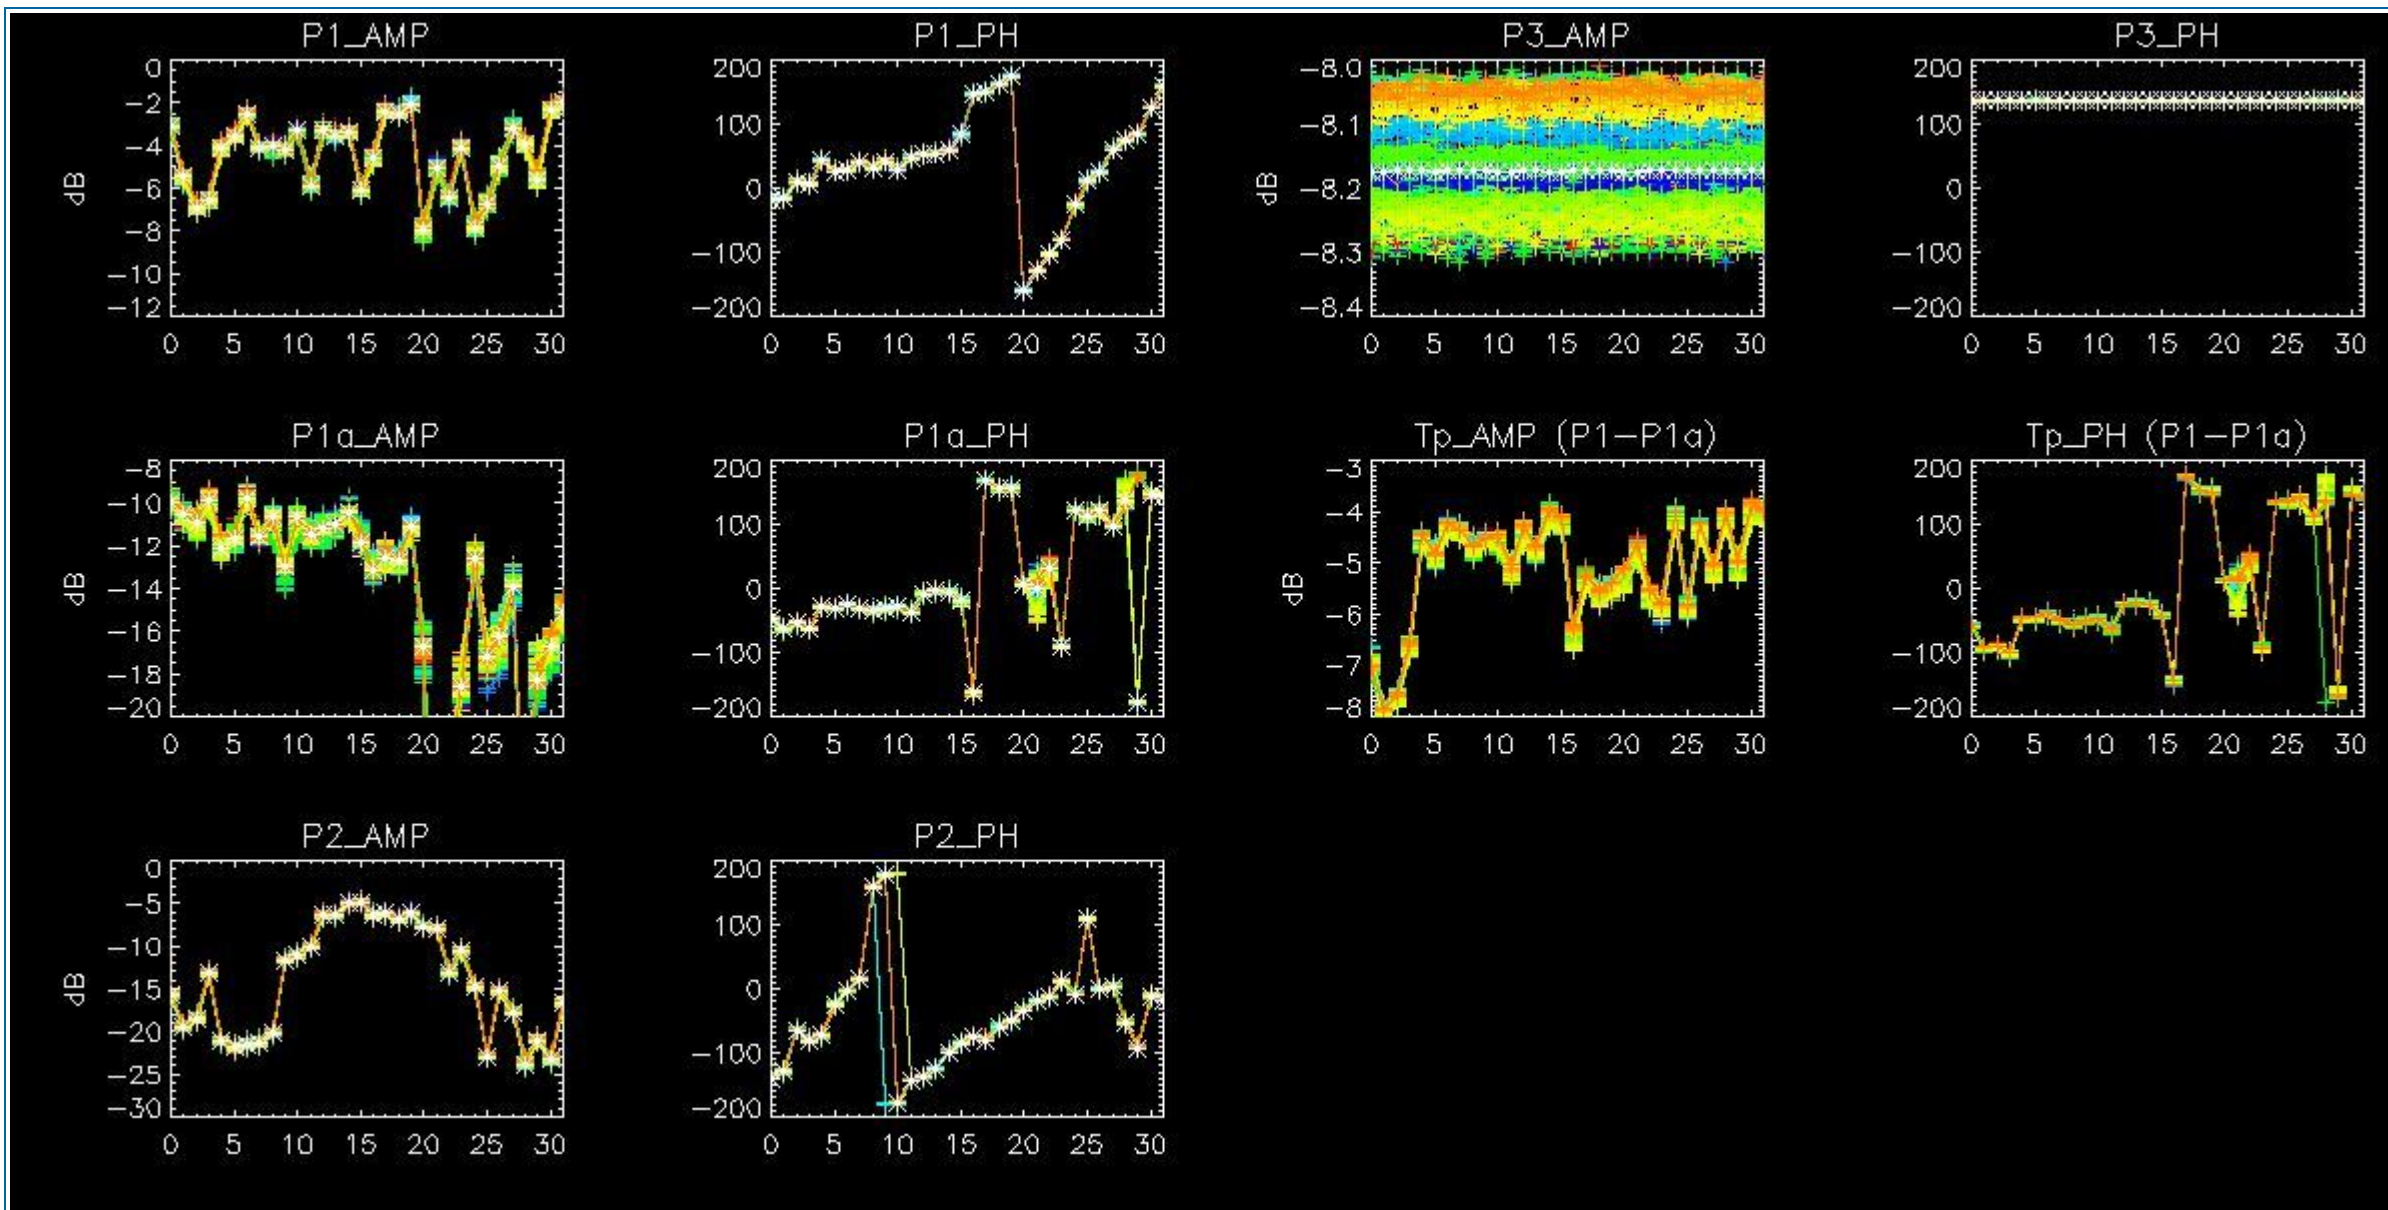 P1_AMP
0
−2
−4
−6
−8
−10
−12
dB
0 5 10 15 20 25 30
P1_PH
200
100
0
−100
−200
0 5 10 15 20 25 30
P3_AMP
−8.0
−8.1
−8.2
−8.3
−8.4
dB
0 5 10 15 20 25 30
P3_PH
200
100
0
−100
−200
0 5 10 15 20 25 30
P1a_AMP
−8
−10
−12
−14
−16
−18
−20
dB
0 5 10 15 20 25 30
P1a_PH
200
100
0
−100
−200
0 5 10 15 20 25 30
Tp_AMP (P1−P1a)
−3
−4
−5
−6
−7
−8
dB
0 5 10 15 20 25 30
Tp_PH (P1−P1a)
200
100
0
−100
−200
0 5 10 15 20 25 30
P2_AMP
0
−5
−10
−15
−20
−25
−30
dB
0 5 10 15 20 25 30
P2_PH
200
100
0
−100
−200
0 5 10 15 20 25 30